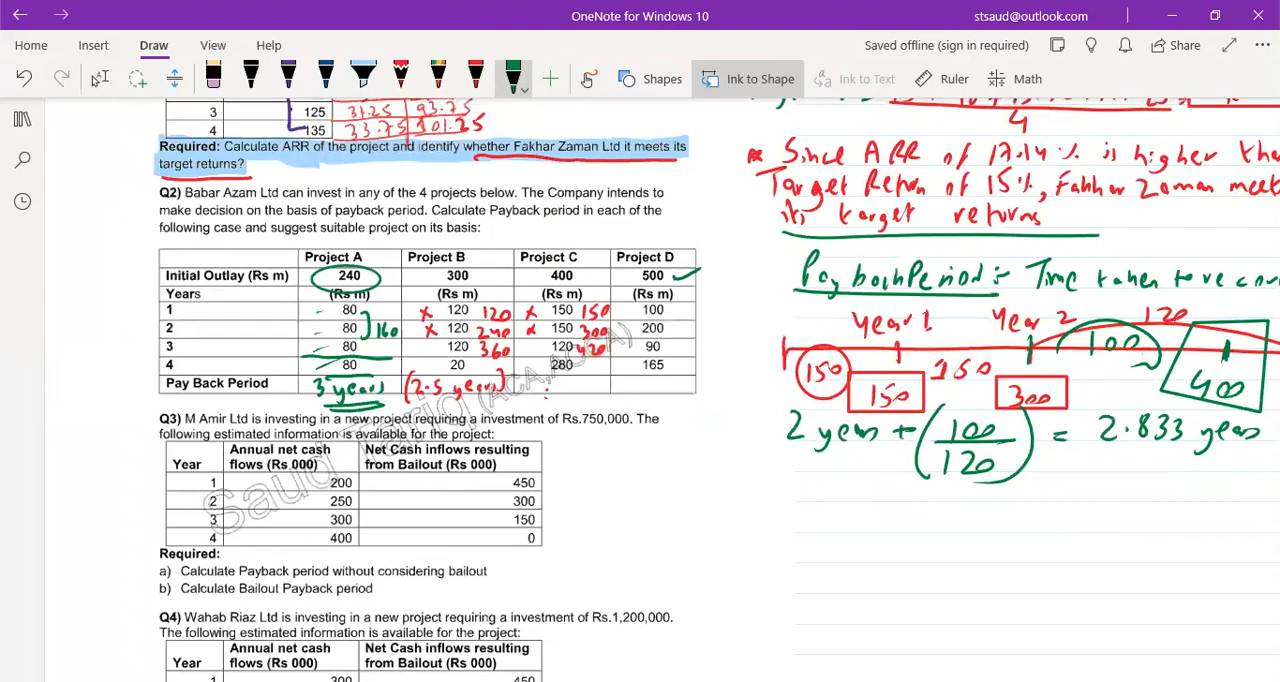 OneNote for Windows 10
stsaud@outlook.com
Home Insert Draw View Help
Saved offline (sign in required) Share
Shapes Ink to Shape Ink to Text Ruler Math
3 125 31.25 93.75
4 135 33.75 101.25
Required: Calculate ARR of the project and identify whether Fakhar Zaman Ltd it meets its
target returns?
Q2) Babar Azam Ltd can invest in any of the 4 projects below. The Company intends to
make decision on the basis of payback period. Calculate Payback period in each of the
following case and suggest suitable project on its basis:
Project A Project B Project C Project D
Initial Outlay (Rs m) 240 300 400 500
Years (Rs m) (Rs m) (Rs m) (Rs m)
1 80 120 120 150 150 100
2 80 160 120 240 150 300 200
3 80 120 360 120 420 90
4 80 20 280 165
Pay Back Period 3 years (2.5 years)
Saud Tariq (ACA, ACCA)
Q3) M Amir Ltd is investing in a new project requiring a investment of Rs.750,000. The
following estimated information is available for the project:
Year Annual net cash flows (Rs 000) Net Cash inflows resulting from Bailout (Rs 000)
1 200 450
2 250 300
3 300 150
4 400 0
Required:
a) Calculate Payback period without considering bailout
b) Calculate Bailout Payback period
Q4) Wahab Riaz Ltd is investing in a new project requiring a investment of Rs.1,200,000.
The following estimated information is available for the project:
Year Annual net cash flows (Rs 000) Net Cash inflows resulting from Bailout (Rs 000)
1 300 450
4
Since ARR of 17.14% is higher tha
Target Return of 15%, Fakhar Zaman meet
its target returns
Pay back Period :- Time taken to reco
year 1 Year 2 120
150 150 100
150 300 400
2 years + (100/120) = 2.833 years